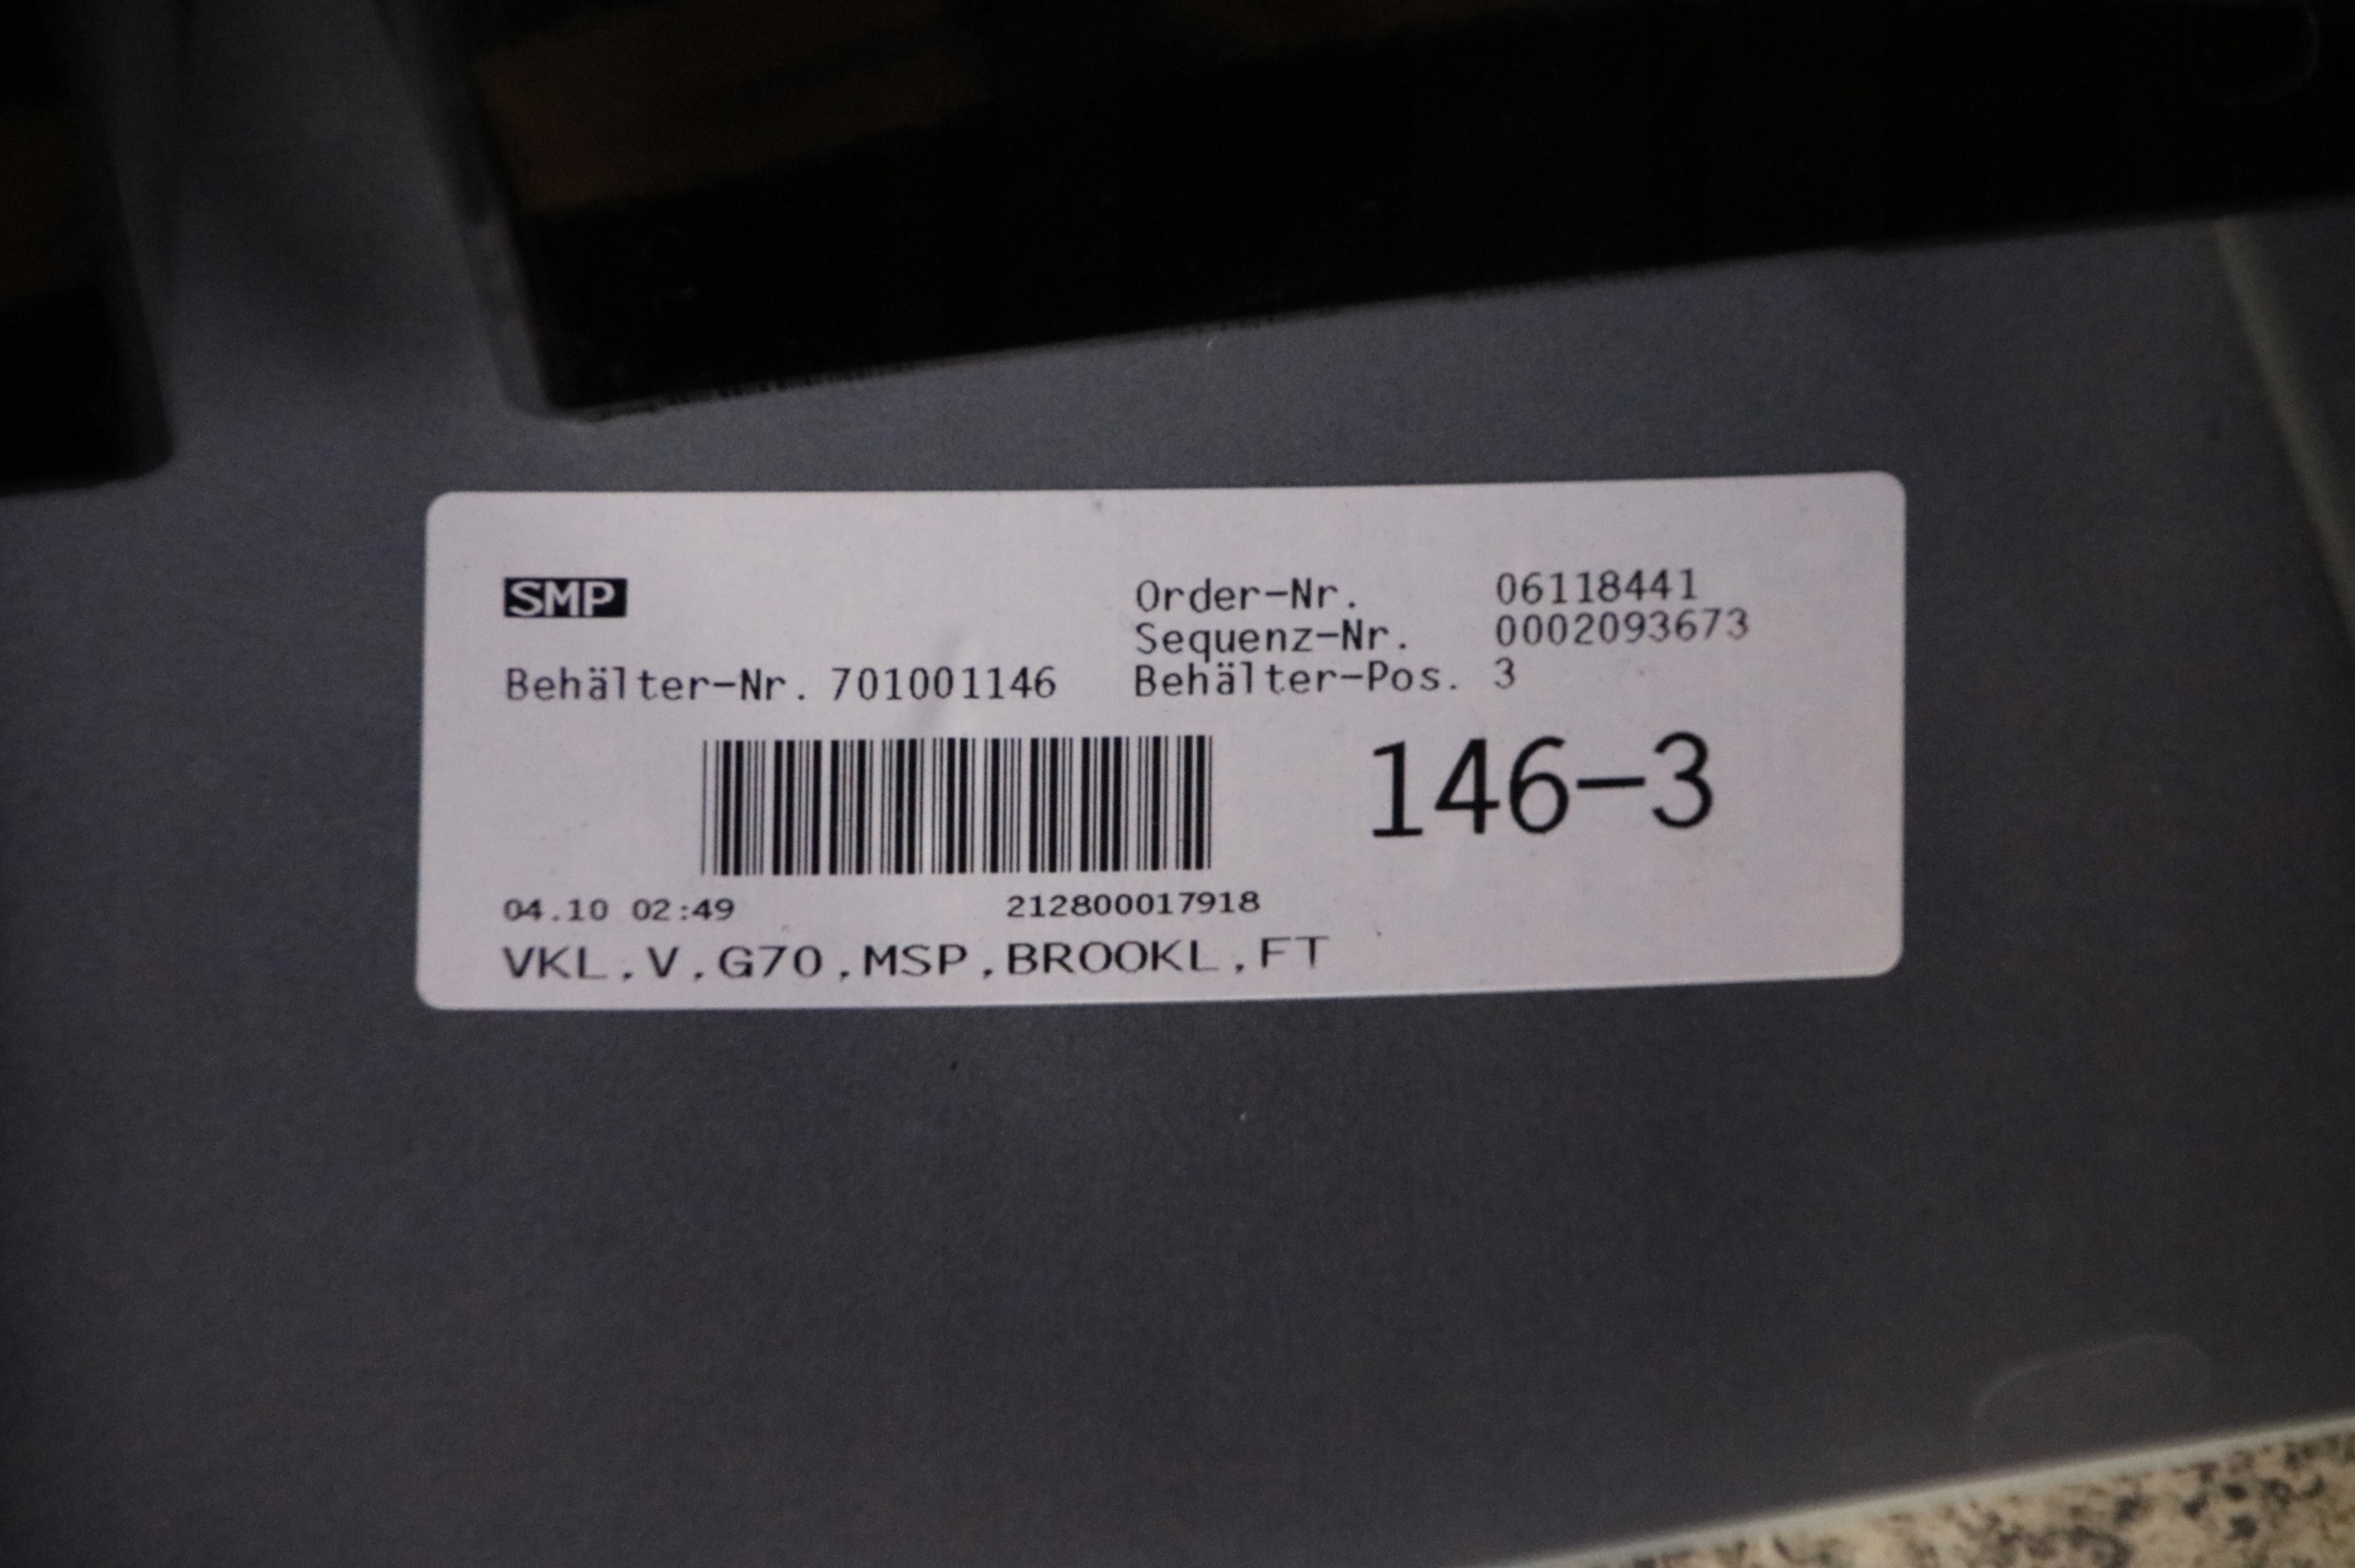 SMP
Order-Nr. 06118441
Sequenz-Nr. 0002093673
Behälter-Nr. 701001146 Behälter-Pos. 3
146-3
04.10 02:49 212800017918
VKL,V,G70,MSP,BROOKL,FT